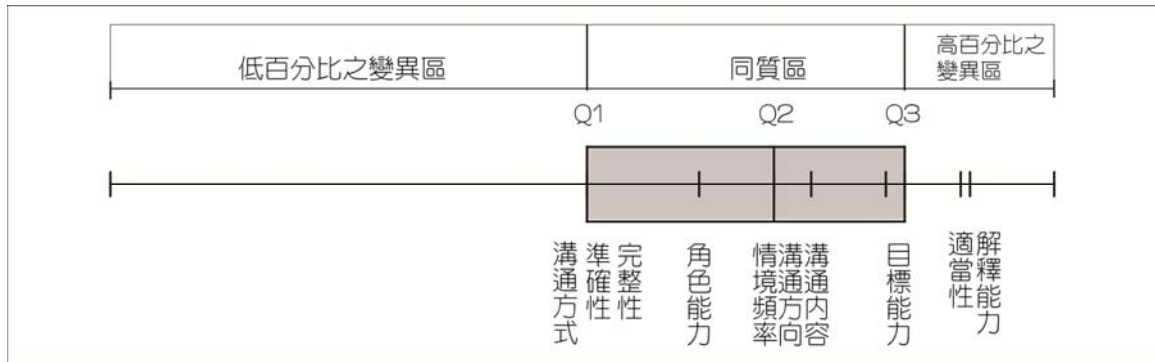 低百分比之變異區
同質區
高百分比之
變異區
Q1
Q2
Q3
溝通方式
準確性
完整性
角色能力
情境頻率
溝通方向
溝通内容
目標能力
適當性
解釋能力